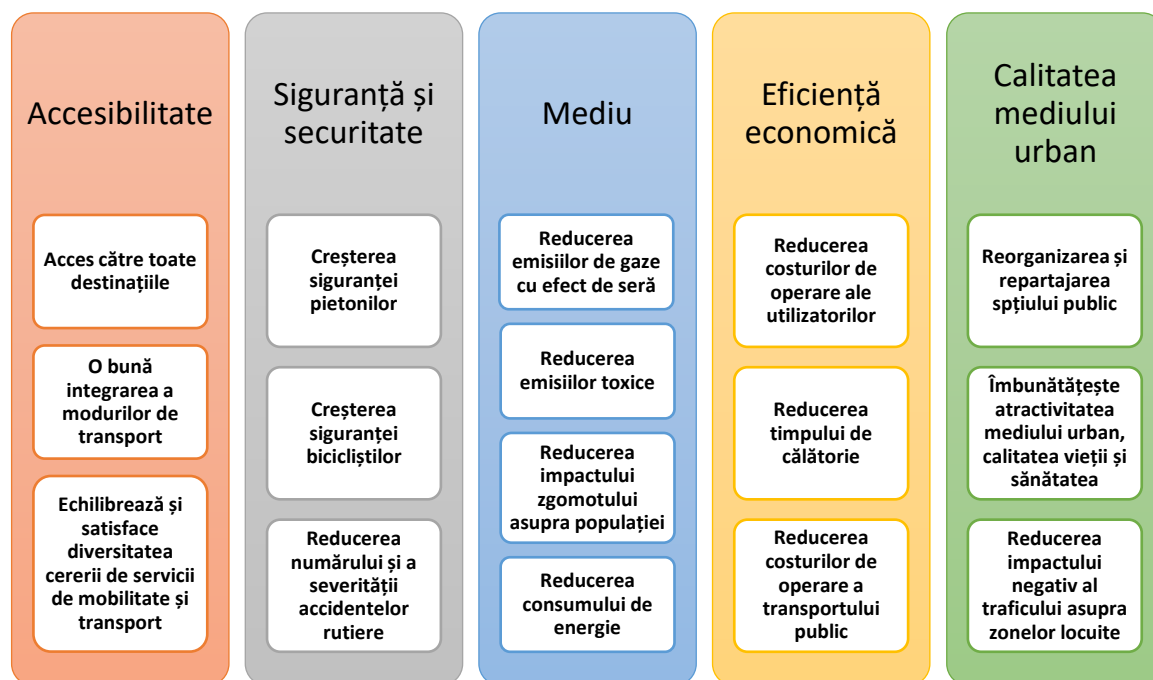 Accesibilitate
Acces către toate
destinațiile
O bună
integrarea a
modurilor de
transport
Echilibrează și
satisface
diversitatea
cererii de servicii
de mobilitate și
transport
Siguranță și
securitate
Creșterea
siguranței
pietonilor
Creșterea
siguranței
bicicliștilor
Reducerea
numărului și a
severității
accidentelor
rutiere
Mediu
Reducerea
emisiilor de gaze
cu efect de seră
Reducerea
emisiilor toxice
Reducerea
impactului
zgomotului
asupra populației
Reducerea
consumului de
energie
Eficiență
economică
Reducerea
costurilor de
operare ale
utilizatorilor
Reducerea
timpului de
călătorie
Reducerea
costurilor de
operare a
transportului
public
Calitatea
mediului
urban
Reorganizarea și
repartajarea
spțiului public
Îmbunătățește
atractivitatea
mediului urban,
calitatea vieții și
sănătatea
Reducerea
impactului
negativ al
traficului asupra
zonelor locuite